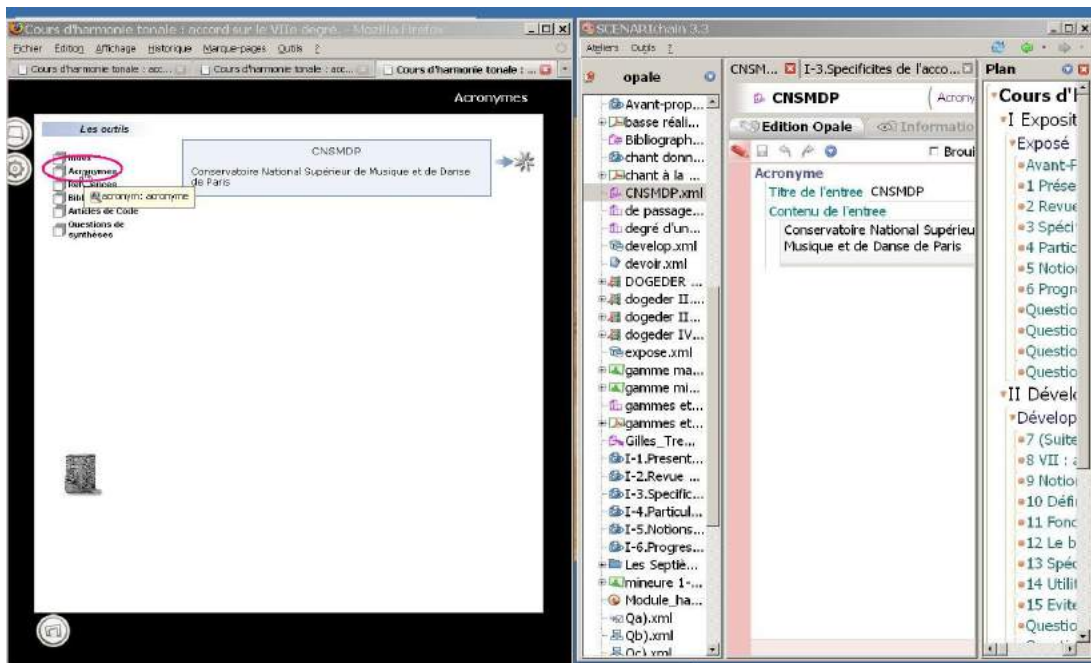 Cours d'harmonie tonale : accord sur le VIIe degré. - Mozilla Firefox
Fichier Edition Affichage Historique Marque-pages Outils ?
Cours d'harmonie tonale : acc... Cours d'harmonie tonale : acc... Cours d'harmonie tonale : ...
Acronymes
Les outils
Index
Acronymes
Références
Bibl
acronym: acronyme
Articles de Code
Questions de
synthèses
CNSMDP
Conservatoire National Supérieur de Musique et de Danse
de Paris
SCENARIchain 3.3
Ateliers Outils ?
opale
Avant-prop...
basse réali...
Bibliograph...
chant donn...
chant à la ...
CNSMDP.xml
de passage...
degré d'un...
develop.xml
devoir.xml
DOGEDER ...
dogeder II....
dogeder II...
dogeder IV...
expose.xml
gamme ma...
gamme mi...
gammes et...
gammes et...
Gilles_Tre...
I-1.Present...
I-2.Revue ...
I-3.Specific...
I-4.Particul...
I-5.Notions...
I-6.Progres...
Les Septiè...
mineure 1-...
Module_ha...
Qa).xml
Qb).xml
Qc).xml
CNSM... I-3.Specificites de l'acco...
CNSMDP ( Acrony
Edition Opale Informatio
Broui
Acronyme
Titre de l'entree CNSMDP
Contenu de l'entree
Conservatoire National Supérieu
Musique et de Danse de Paris
Plan
Cours d'h
I Exposit
Exposé
Avant-P
1 Prése
2 Revue
3 Spéci
4 Partic
5 Notio
6 Progr
Questio
Questio
Questio
Questio
II Dévelo
Dévelop
7 (Suite
8 VII : a
9 Notio
10 Défi
11 Fonc
12 Le b
13 Spéc
14 Utili
15 Evite
Questio